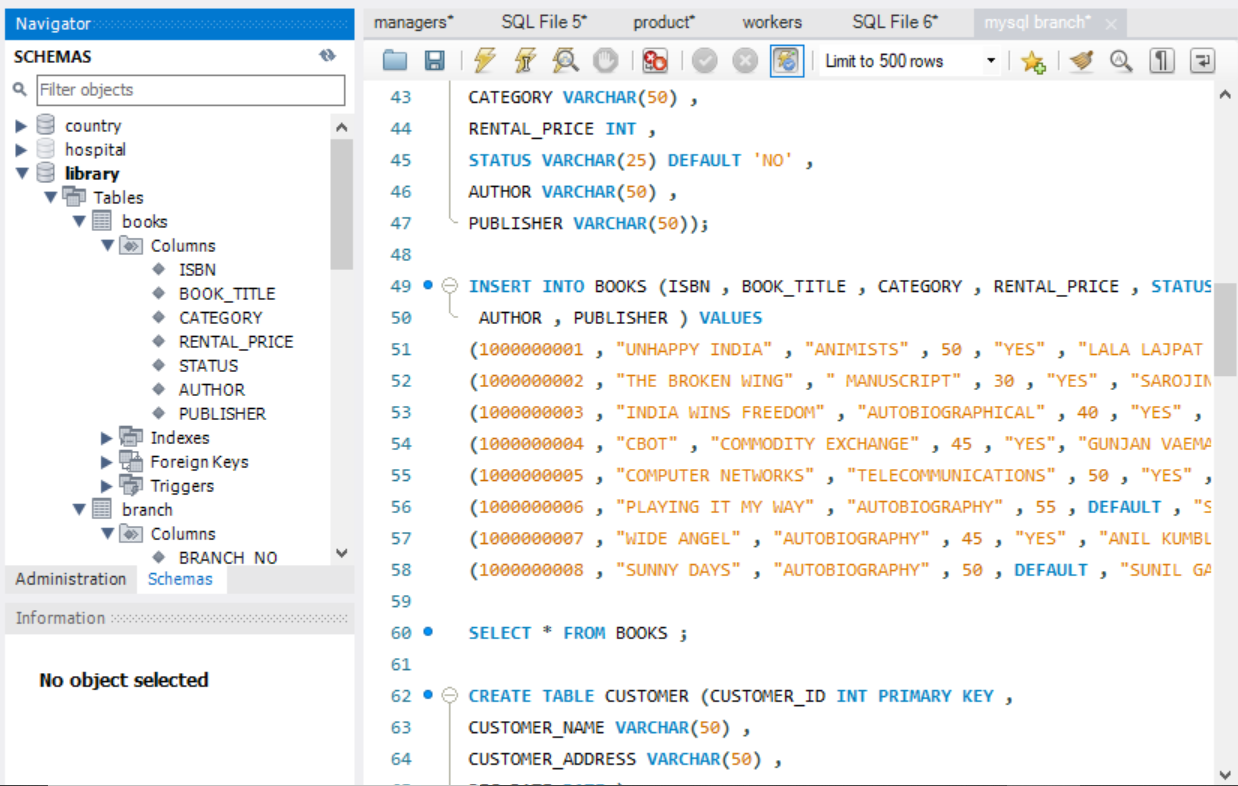 Navigator
SCHEMAS
Filter objects
country
hospital
library
Tables
books
Columns
ISBN
BOOK_TITLE
CATEGORY
RENTAL_PRICE
STATUS
AUTHOR
PUBLISHER
Indexes
Foreign Keys
Triggers
branch
Columns
BRANCH_NO
Administration Schemas
Information
No object selected
managers* SQL File 5* product* workers SQL File 6* mysql branch*
Limit to 500 rows
43 CATEGORY VARCHAR(50) ,
44 RENTAL_PRICE INT ,
45 STATUS VARCHAR(25) DEFAULT 'NO' ,
46 AUTHOR VARCHAR(50) ,
47 PUBLISHER VARCHAR(50));
48
49 INSERT INTO BOOKS (ISBN , BOOK_TITLE , CATEGORY , RENTAL_PRICE , STATUS
50 AUTHOR , PUBLISHER ) VALUES
51 (1000000001 , "UNHAPPY INDIA" , "ANIMISTS" , 50 , "YES" , "LALA LAJPAT
52 (1000000002 , "THE BROKEN WING" , " MANUSCRIPT" , 30 , "YES" , "SAROJIN
53 (1000000003 , "INDIA WINS FREEDOM" , "AUTOBIOGRAPHICAL" , 40 , "YES" ,
54 (1000000004 , "CBOT" , "COMMODITY EXCHANGE" , 45 , "YES", "GUNJAN VAEMA
55 (1000000005 , "COMPUTER NETWORKS" , "TELECOMMUNICATIONS" , 50 , "YES" ,
56 (1000000006 , "PLAYING IT MY WAY" , "AUTOBIOGRAPHY" , 55 , DEFAULT , "S
57 (1000000007 , "WIDE ANGEL" , "AUTOBIOGRAPHY" , 45 , "YES" , "ANIL KUMBL
58 (1000000008 , "SUNNY DAYS" , "AUTOBIOGRAPHY" , 50 , DEFAULT , "SUNIL GA
59
60 SELECT * FROM BOOKS ;
61
62 CREATE TABLE CUSTOMER (CUSTOMER_ID INT PRIMARY KEY ,
63 CUSTOMER_NAME VARCHAR(50) ,
64 CUSTOMER_ADDRESS VARCHAR(50) ,